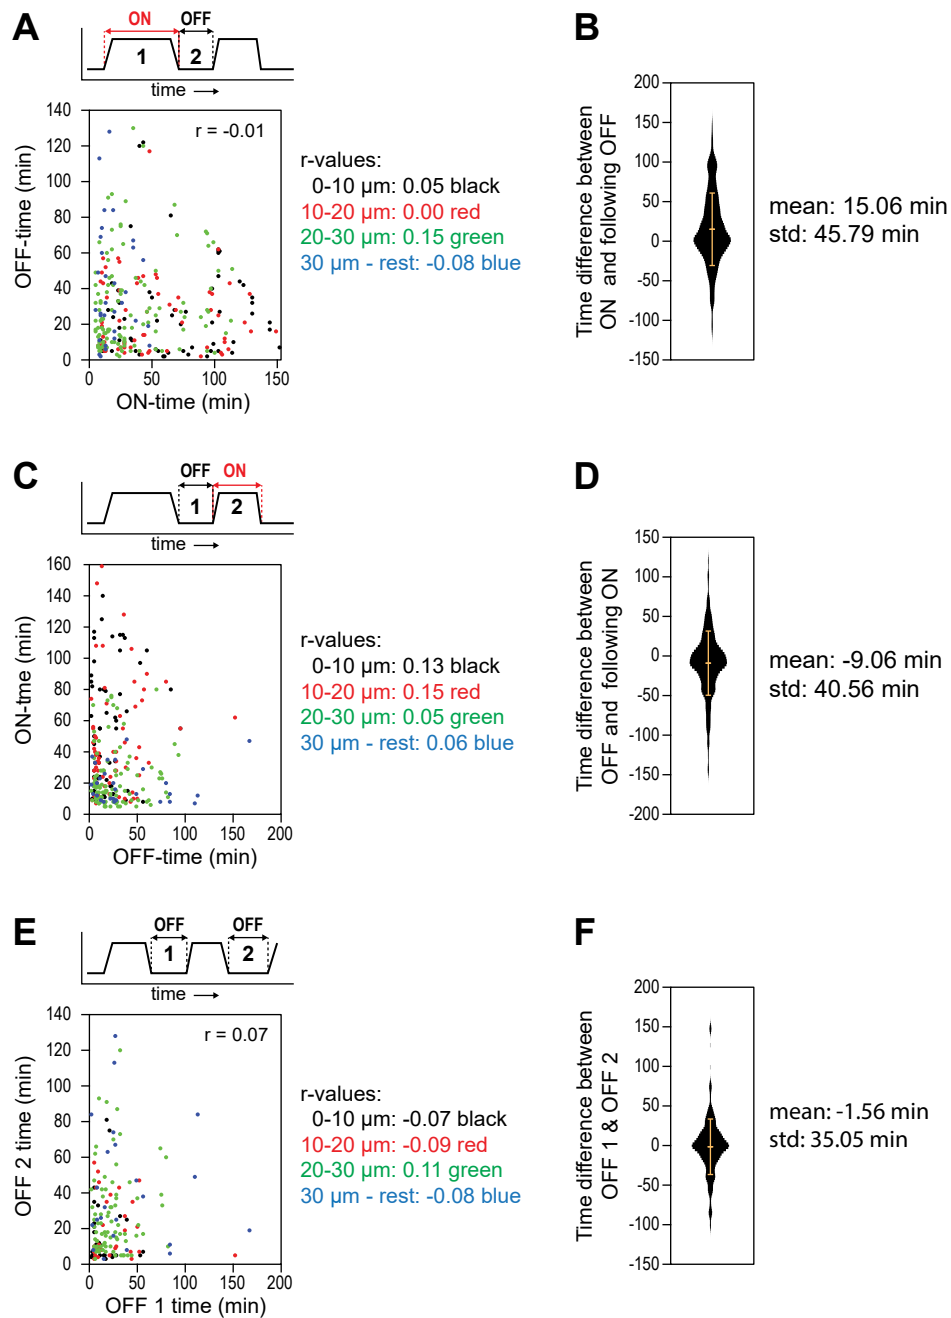 A
ON
OFF
1
2
time
140
120
100
80
60
40
20
0
OFF-time (min)
r = -0.01
0
50
100
150
ON-time (min)
r-values:
0-10 µm: 0.05 black
10-20 µm: 0.00 red
20-30 µm: 0.15 green
30 µm - rest: -0.08 blue
B
Time difference between
ON and following OFF
200
150
100
50
0
-50
-100
-150
mean: 15.06 min
std: 45.79 min
C
OFF
ON
1
2
time
160
140
120
100
80
60
40
20
0
ON-time (min)
0
50
100
150
200
OFF-time (min)
r-values:
0-10 µm: 0.13 black
10-20 µm: 0.15 red
20-30 µm: 0.05 green
30 µm - rest: 0.06 blue
D
Time difference between
OFF and following ON
150
100
50
0
-50
-100
-150
-200
mean: -9.06 min
std: 40.56 min
E
OFF
OFF
1
2
time
140
120
100
80
60
40
20
0
OFF 2 time (min)
r = 0.07
0
50
100
150
200
OFF 1 time (min)
r-values:
0-10 µm: -0.07 black
10-20 µm: -0.09 red
20-30 µm: 0.11 green
30 µm - rest: -0.08 blue
F
Time difference between
OFF 1 & OFF 2
200
150
100
50
0
-50
-100
-150
mean: -1.56 min
std: 35.05 min